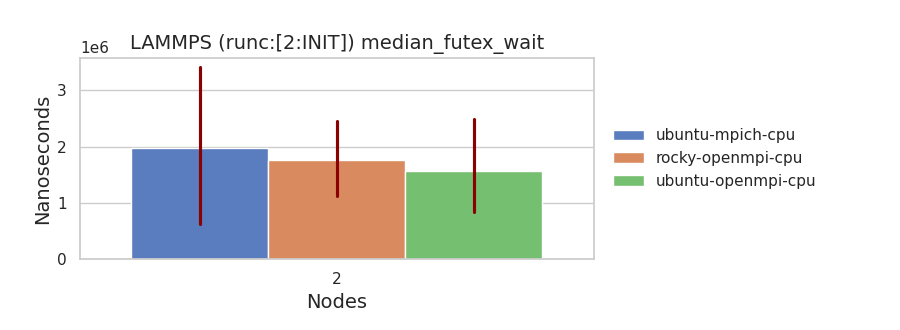 LAMMPS (runc:[2:INIT]) median_futex_wait
1e6
3
2
1
0
Nanoseconds
2
Nodes
ubuntu-mpich-cpu
rocky-openmpi-cpu
ubuntu-openmpi-cpu